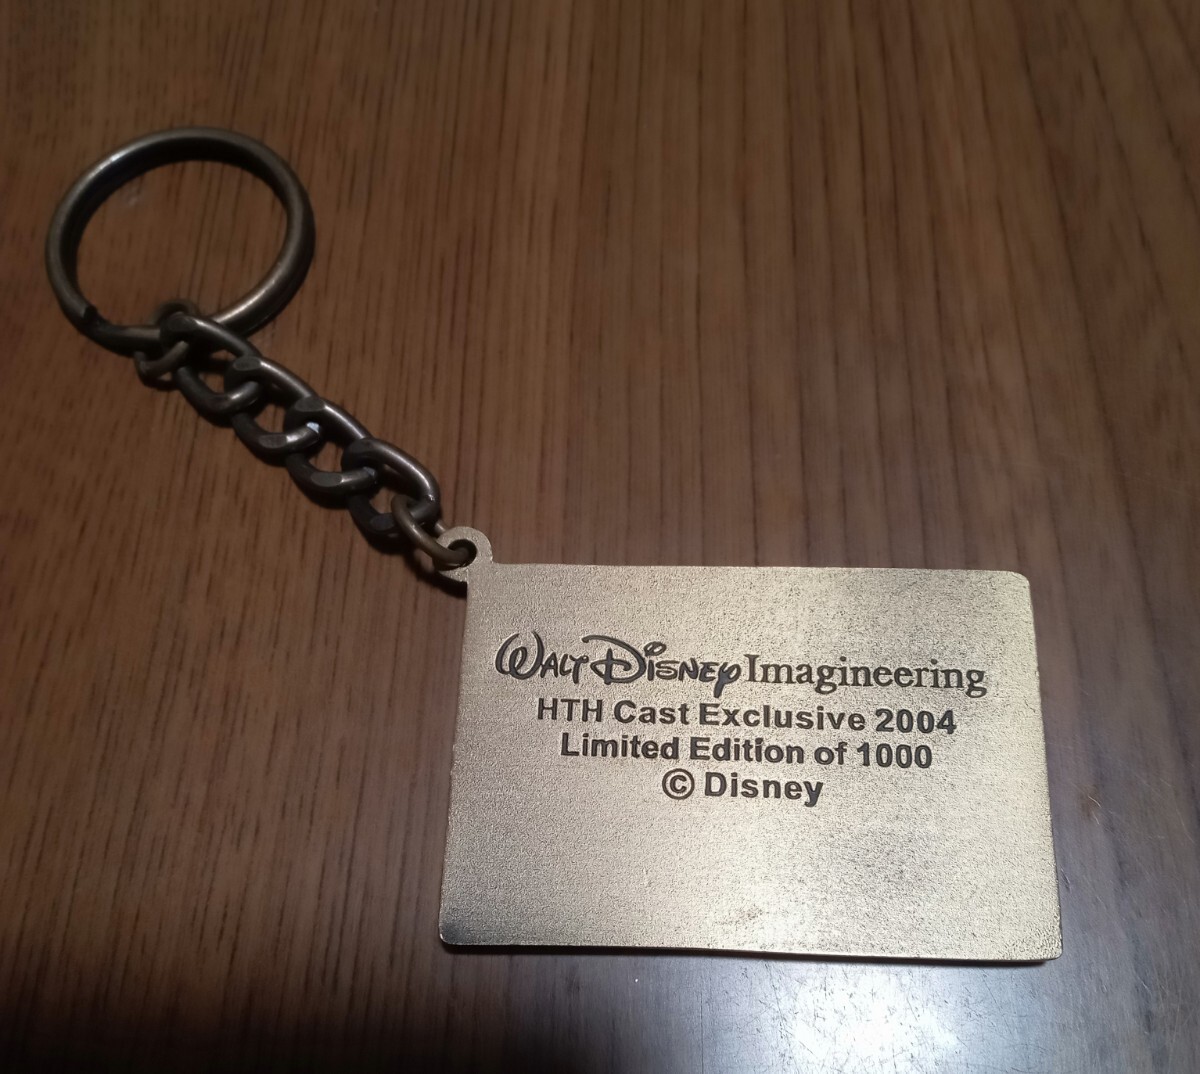 Walt Disney Imagineering
HTH Cast Exclusive 2004
Limited Edition of 1000
© Disney